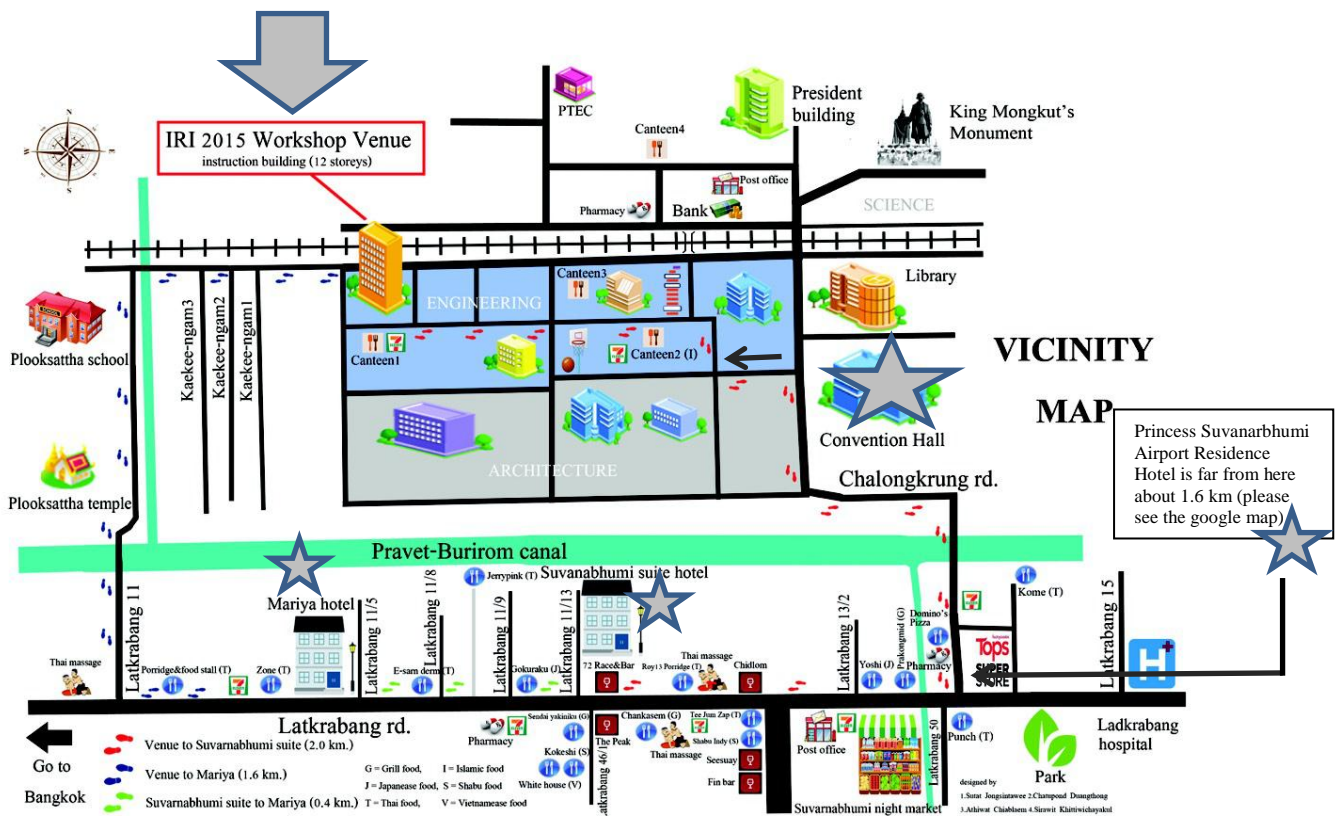 IRI 2015 Workshop Venue
instruction building (12 storeys)
PTEC
President
building
King Mongkut's
Monument
Canteen4
Post office
Pharmacy
Bank
SCIENCE
Library
Canteen3
ENGINEERING
Canteen1
Canteen2 (I)
Plooksattha school
Kaekee-ngam3
Kaekee-ngam2
Kaekee-ngam1
VICINITY
MAP
Convention Hall
ARCHITECTURE
Plooksattha temple
Chalongkrung rd.
Princess Suvanarbhumi
Airport Residence
Hotel is far from here
about 1.6 km (please
see the google map)
Pravet-Burirom canal
Mariya hotel
Suvanabhumi suite hotel
Jerrypink (T)
Kome (T)
Latkrabang 11
Latkrabang 11/5
Latkrabang 11/8
Latkrabang 11/9
Latkrabang 11/13
Latkrabang 13/2
Latkrabang 15
Domino's
Pizza
Prakongmid (G)
Pharmacy
Tops
SUPER
STORE
Thai massage
Porridge&food stall (T)
Zone (T)
E-sam derm (T)
Gokuraku (J)
72 Race&Bar
Roy13 Porridge (T)
Thai massage
Chidlom
Yoshi (J)
H
Latkrabang rd.
Ladkrabang
hospital
Sendai yakiniku (G)
Pharmacy
Kokeshi (S)
White house (V)
The Peak
Latkrabang 46/1
Chankasem (G)
Thai massage
Tee Jum Zap (T)
Shabu Indy (S)
Seesuay
Fin bar
Post office
Suvarnabhumi night market
Latkrabang 50
Punch (T)
Park
Go to
Bangkok
Venue to Suvarnabhumi suite (2.0 km.)
Venue to Mariya (1.6 km.)
Suvarnabhumi suite to Mariya (0.4 km.)
G = Grill food, I = Islamic food
J = Japanease food, S = Shabu food
T = Thai food, V = Vietnamease food
designed by
1.Surat Jongsintawee 2.Champond Duangthong
3.Athiwat Chiablaem 4.Sirawit Khittiwichayakul